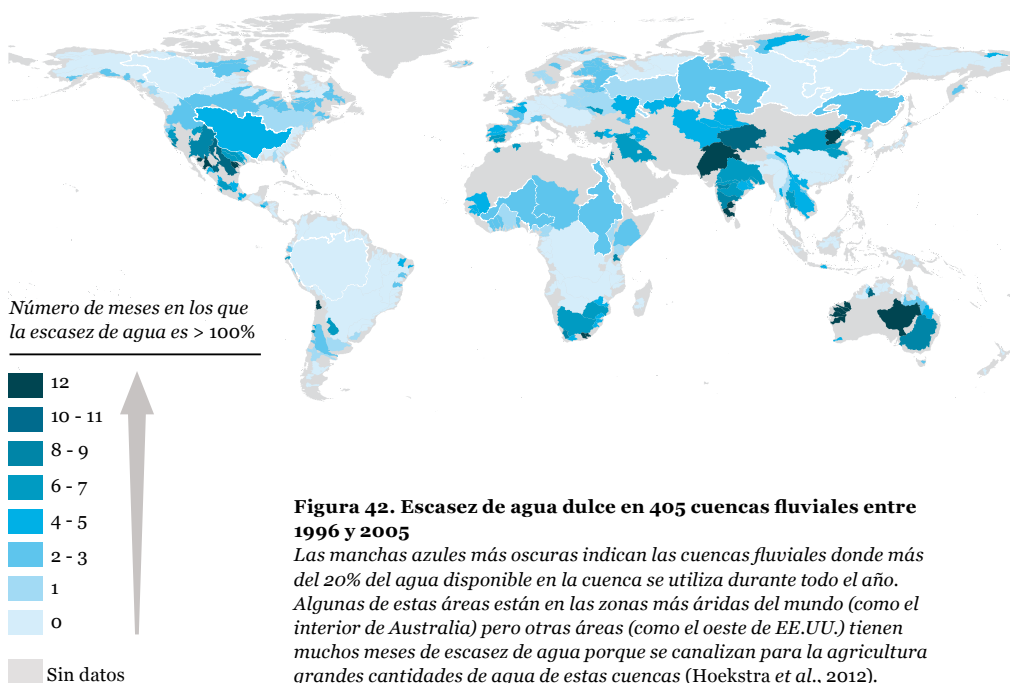 Número de meses en los que
la escasez de agua es > 100%
12
10 - 11
8 - 9
6 - 7
4 - 5
2 - 3
1
0
Sin datos
Figura 42. Escasez de agua dulce en 405 cuencas fluviales entre
1996 y 2005
Las manchas azules más oscuras indican las cuencas fluviales donde más
del 20% del agua disponible en la cuenca se utiliza durante todo el año.
Algunas de estas áreas están en las zonas más áridas del mundo (como el
interior de Australia) pero otras áreas (como el oeste de EE.UU.) tienen
muchos meses de escasez de agua porque se canalizan para la agricultura
grandes cantidades de agua de estas cuencas (Hoekstra et al., 2012).